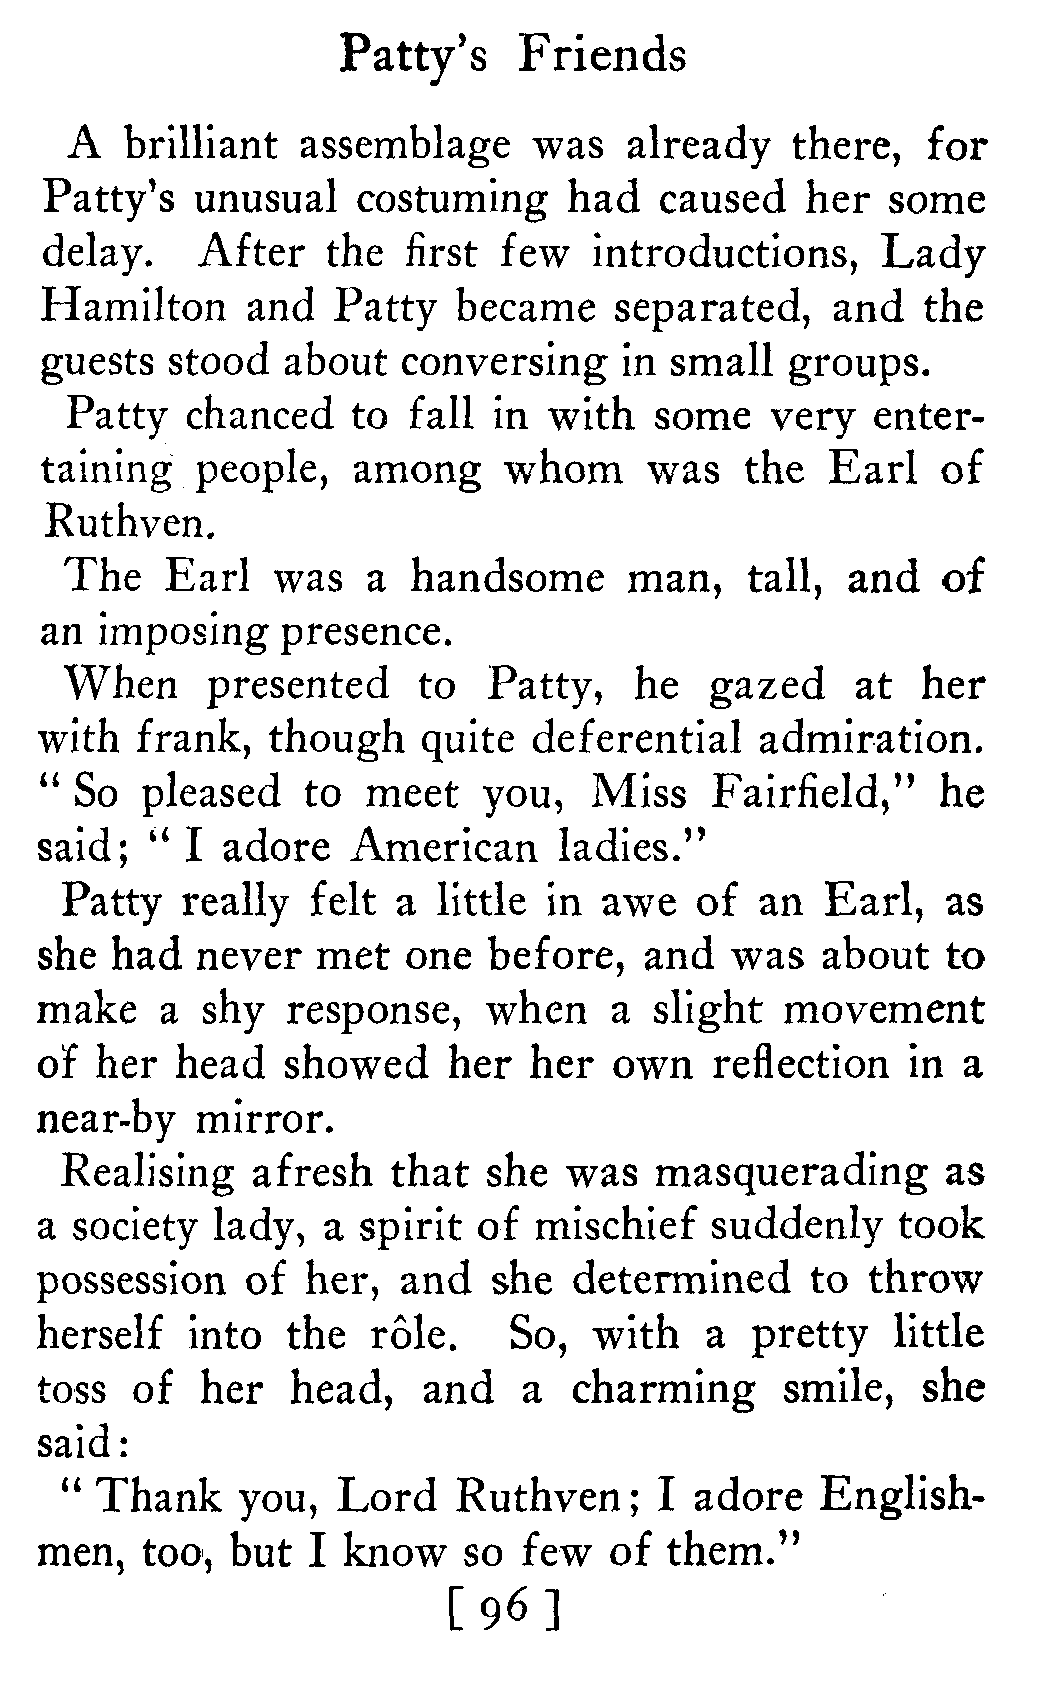 Patty's Friends
A brilliant assemblage was already there, for
Patty's unusual costuming had caused her some
delay. After the first few introductions, Lady
Hamilton and Patty became separated, and the
guests stood about conversing in small groups.
Patty chanced to fall in with some very enter-
taining people, among whom was the Earl of
Ruthven.
The Earl was a handsome man, tall, and of
an imposing presence.
When presented to Patty, he gazed at her
with frank, though quite deferential admiration.
“ So pleased to meet you, Miss Fairfield,” he
said; “ I adore American ladies.”
Patty really felt a little in awe of an Earl, as
she had never met one before, and was about to
make a shy response, when a slight movement
of her head showed her her own reflection in a
near-by mirror.
Realising afresh that she was masquerading as
a society lady, a spirit of mischief suddenly took
possession of her, and she determined to throw
herself into the rôle. So, with a pretty little
toss of her head, and a charming smile, she
said:
“ Thank you, Lord Ruthven; I adore English-
men, too, but I know so few of them.”
[ 96 ]